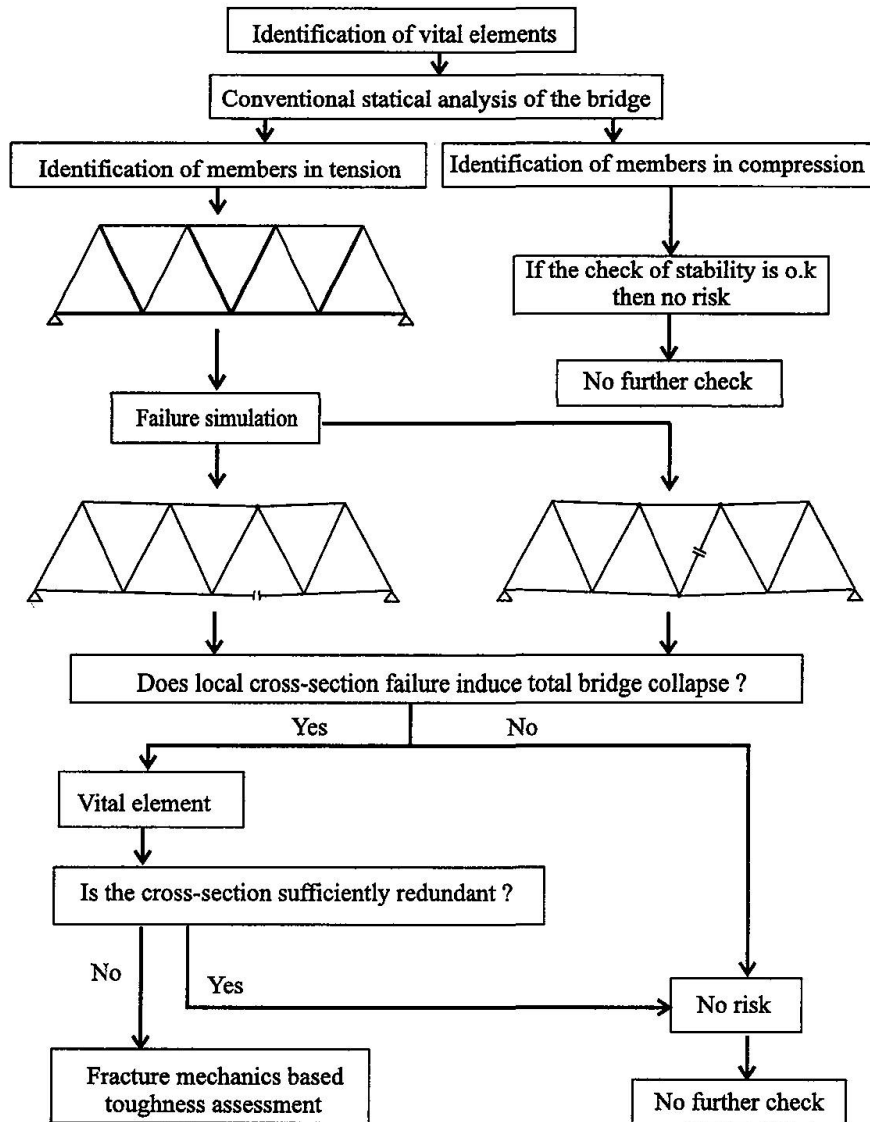 Identification of vital elements
Conventional statical analysis of the bridge
Identification of members in tension
Identification of members in compression
If the check of stability is o.k
then no risk
No further check
Failure simulation
Does local cross-section failure induce total bridge collapse ?
Yes
No
Vital element
Is the cross-section sufficiently redundant ?
No
Yes
No risk
Fracture mechanics based
toughness assessment
No further check